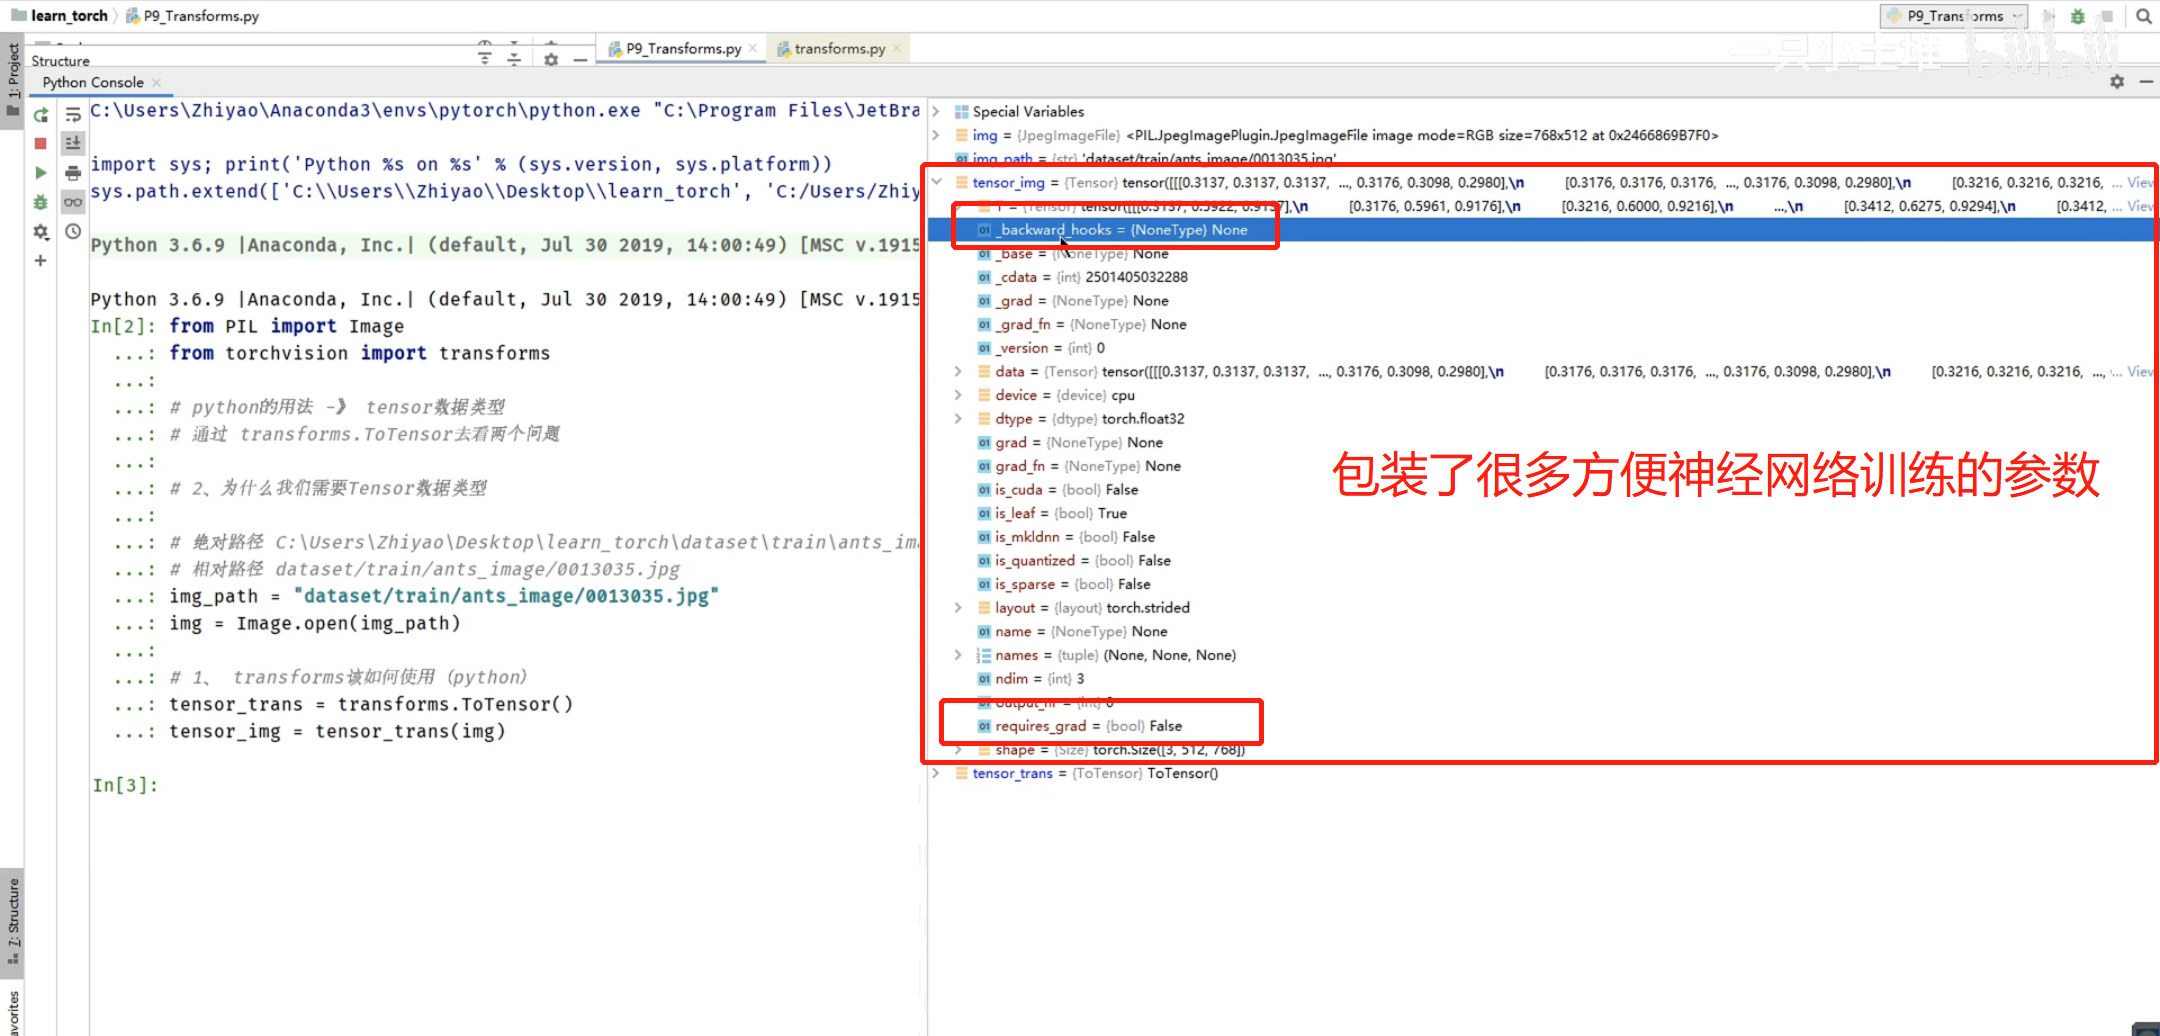 learn_torch P9_Transforms.py P9_Transforms
1: Project
P9_Transforms.py transforms.py
一只小土堆 bilibili
Structure
Python Console
C:\Users\Zhiyao\Anaconda3\envs\pytorch\python.exe "C:\Program Files\JetBra
import sys; print('Python %s on %s' % (sys.version, sys.platform))
sys.path.extend(['C:\\Users\\Zhiyao\\Desktop\\learn_torch', 'C:/Users/Zhiy
Python 3.6.9 |Anaconda, Inc.| (default, Jul 30 2019, 14:00:49) [MSC v.1915
Python 3.6.9 |Anaconda, Inc.| (default, Jul 30 2019, 14:00:49) [MSC v.1915
In[2]: from PIL import Image
...: from torchvision import transforms
...:
...: # python的用法 -》 tensor数据类型
...: # 通过 transforms.ToTensor去看两个问题
...:
...: # 2、为什么我们需要Tensor数据类型
...:
...: # 绝对路径 C:\Users\Zhiyao\Desktop\learn_torch\dataset\train\ants_ima
...: # 相对路径 dataset/train/ants_image/0013035.jpg
...: img_path = "dataset/train/ants_image/0013035.jpg"
...: img = Image.open(img_path)
...:
...: # 1、 transforms该如何使用（python）
...: tensor_trans = transforms.ToTensor()
...: tensor_img = tensor_trans(img)
In[3]:
Special Variables
img = {JpegImageFile} <PIL.JpegImagePlugin.JpegImageFile image mode=RGB size=768x512 at 0x2466869B7F0>
img_path = {str} 'dataset/train/ants_image/0013035.jpg'
tensor_img = {Tensor} tensor([[[0.3137, 0.3137, 0.3137, ..., 0.3176, 0.3098, 0.2980],\n [0.3176, 0.3176, 0.3176, ..., 0.3176, 0.3098, 0.2980],\n [0.3216, 0.3216, 0.3216, ... View
T = {Tensor} tensor([[[0.3137, 0.5922, 0.9137],\n [0.3176, 0.5961, 0.9176],\n [0.3216, 0.6000, 0.9216],\n ...,\n [0.3412, 0.6275, 0.9294],\n [0.3412, ... View
_backward_hooks = {NoneType} None
_base = {NoneType} None
_cdata = {int} 2501405032288
_grad = {NoneType} None
_grad_fn = {NoneType} None
_version = {int} 0
data = {Tensor} tensor([[[0.3137, 0.3137, 0.3137, ..., 0.3176, 0.3098, 0.2980],\n [0.3176, 0.3176, 0.3176, ..., 0.3176, 0.3098, 0.2980],\n [0.3216, 0.3216, 0.3216, ..., ... View
device = {device} cpu
dtype = {dtype} torch.float32
grad = {NoneType} None
grad_fn = {NoneType} None
is_cuda = {bool} False
is_leaf = {bool} True
is_mkldnn = {bool} False
is_quantized = {bool} False
is_sparse = {bool} False
layout = {layout} torch.strided
name = {NoneType} None
names = {tuple} (None, None, None)
ndim = {int} 3
output_nr = {int} 0
requires_grad = {bool} False
shape = {Size} torch.Size([3, 512, 768])
tensor_trans = {ToTensor} ToTensor()
包装了很多方便神经网络训练的参数
7: Structure
avorites